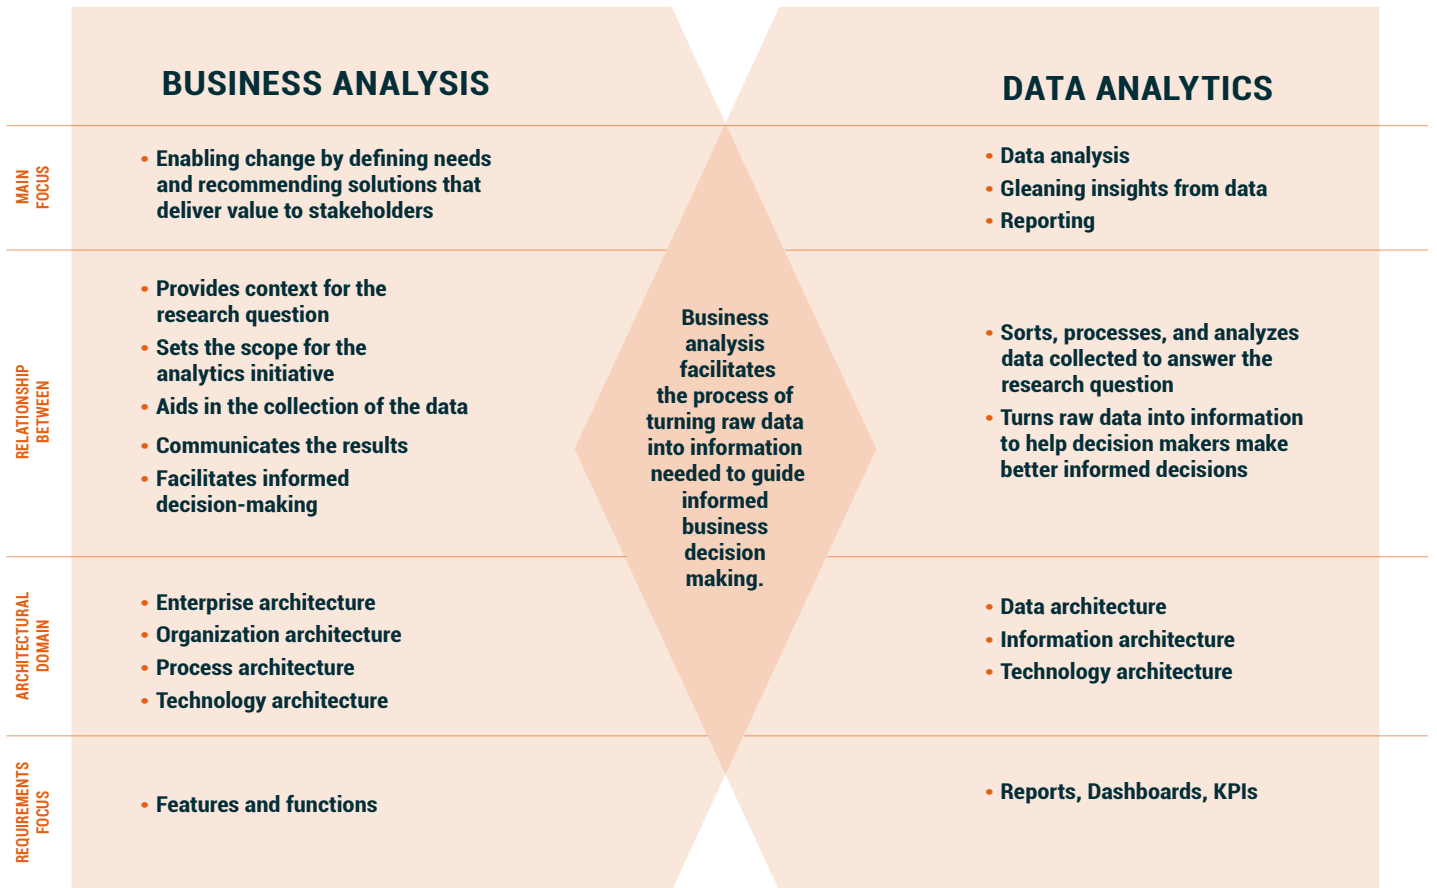 BUSINESS ANALYSIS
DATA ANALYTICS
MAIN
FOCUS
• Enabling change by defining needs
and recommending solutions that
deliver value to stakeholders
• Data analysis
• Gleaning insights from data
• Reporting
RELATIONSHIP
BETWEEN
• Provides context for the
research question
• Sets the scope for the
analytics initiative
• Aids in the collection of the data
• Communicates the results
• Facilitates informed
decision-making
Business
analysis
facilitates
the process of
turning raw data
into information
needed to guide
informed
business
decision
making.
• Sorts, processes, and analyzes
data collected to answer the
research question
• Turns raw data into information
to help decision makers make
better informed decisions
ARCHITECTURAL
DOMAIN
• Enterprise architecture
• Organization architecture
• Process architecture
• Technology architecture
• Data architecture
• Information architecture
• Technology architecture
REQUIREMENTS
FOCUS
• Features and functions
• Reports, Dashboards, KPIs